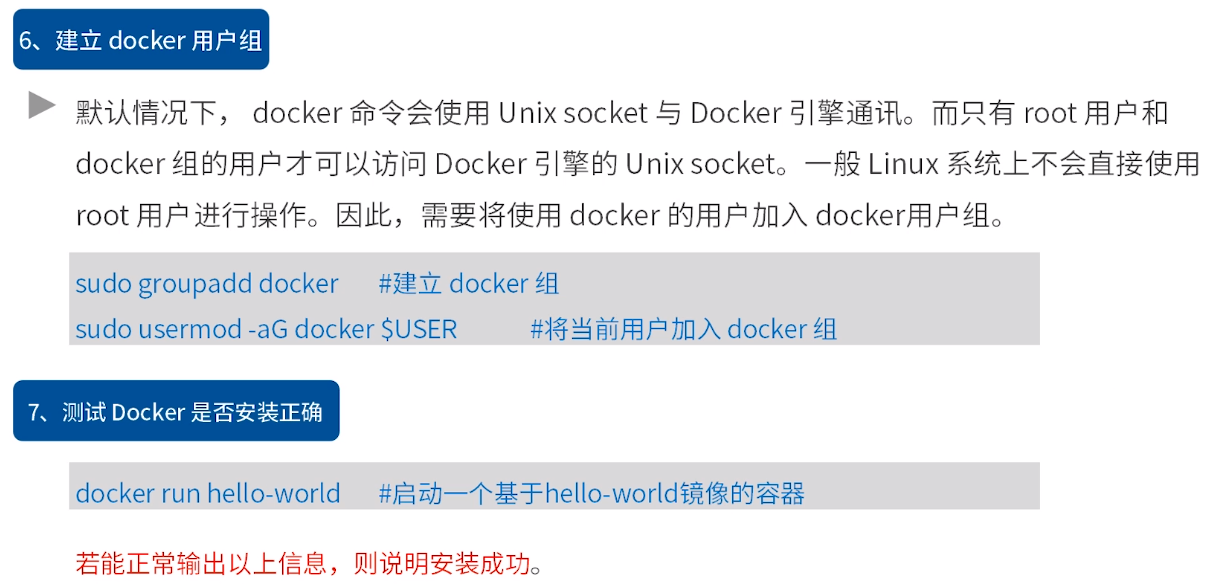 6、建立 docker 用户组
默认情况下， docker 命令会使用 Unix socket 与 Docker 引擎通讯。而只有 root 用户和
docker 组的用户才可以访问 Docker 引擎的 Unix socket。一般 Linux 系统上不会直接使用
root 用户进行操作。因此，需要将使用 docker 的用户加入 docker用户组。
sudo groupadd docker #建立 docker 组
sudo usermod -aG docker $USER #将当前用户加入 docker 组
7、测试 Docker 是否安装正确
docker run hello-world #启动一个基于hello-world镜像的容器
若能正常输出以上信息，则说明安装成功。